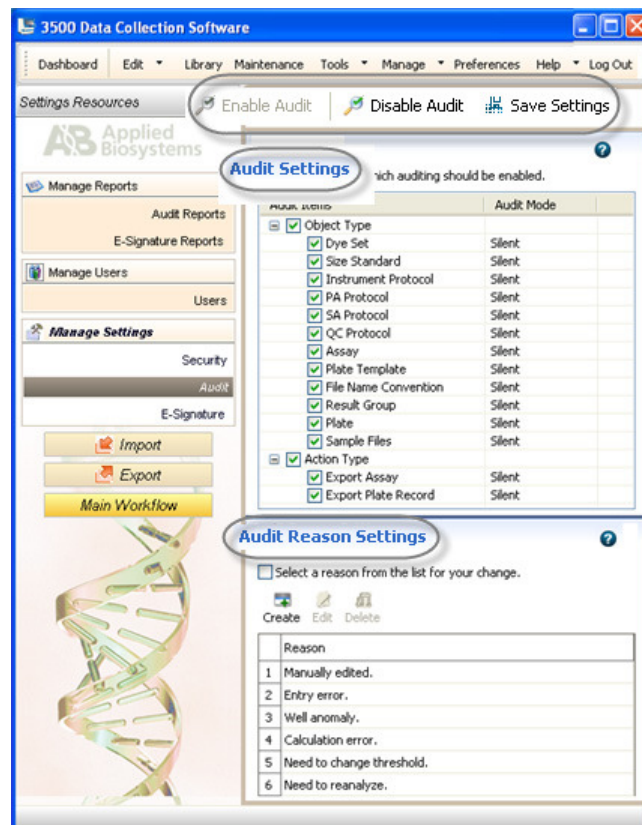 3500 Data Collection Software
Dashboard Edit Library Maintenance Tools Manage Preferences Help Log Out
Settings Resources
Enable Audit Disable Audit Save Settings
AB Applied Biosystems
Audit Settings
which auditing should be enabled.
Manage Reports
Audit Reports
E-Signature Reports
Manage Users
Users
Manage Settings
Security
Audit
E-Signature
Import
Export
Main Workflow
Audit Items Audit Mode
Object Type
Dye Set Silent
Size Standard Silent
Instrument Protocol Silent
PA Protocol Silent
SA Protocol Silent
QC Protocol Silent
Assay Silent
Plate Template Silent
File Name Convention Silent
Result Group Silent
Plate Silent
Sample Files Silent
Action Type
Export Assay Silent
Export Plate Record Silent
Audit Reason Settings
Select a reason from the list for your change.
Create Edit Delete
Reason
1 Manually edited.
2 Entry error.
3 Well anomaly.
4 Calculation error.
5 Need to change threshold.
6 Need to reanalyze.